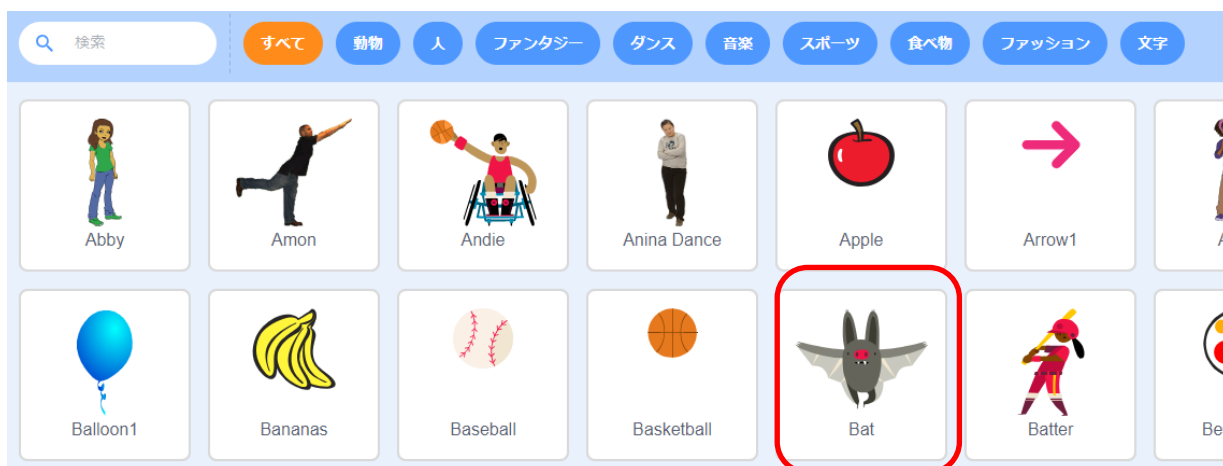 検索 すべて 動物 人 ファンタジー ダンス 音楽 スポーツ 食べ物 ファッション 文字
Abby Amon Andie Anina Dance Apple Arrow1
Balloon1 Bananas Baseball Basketball Bat Batter Be